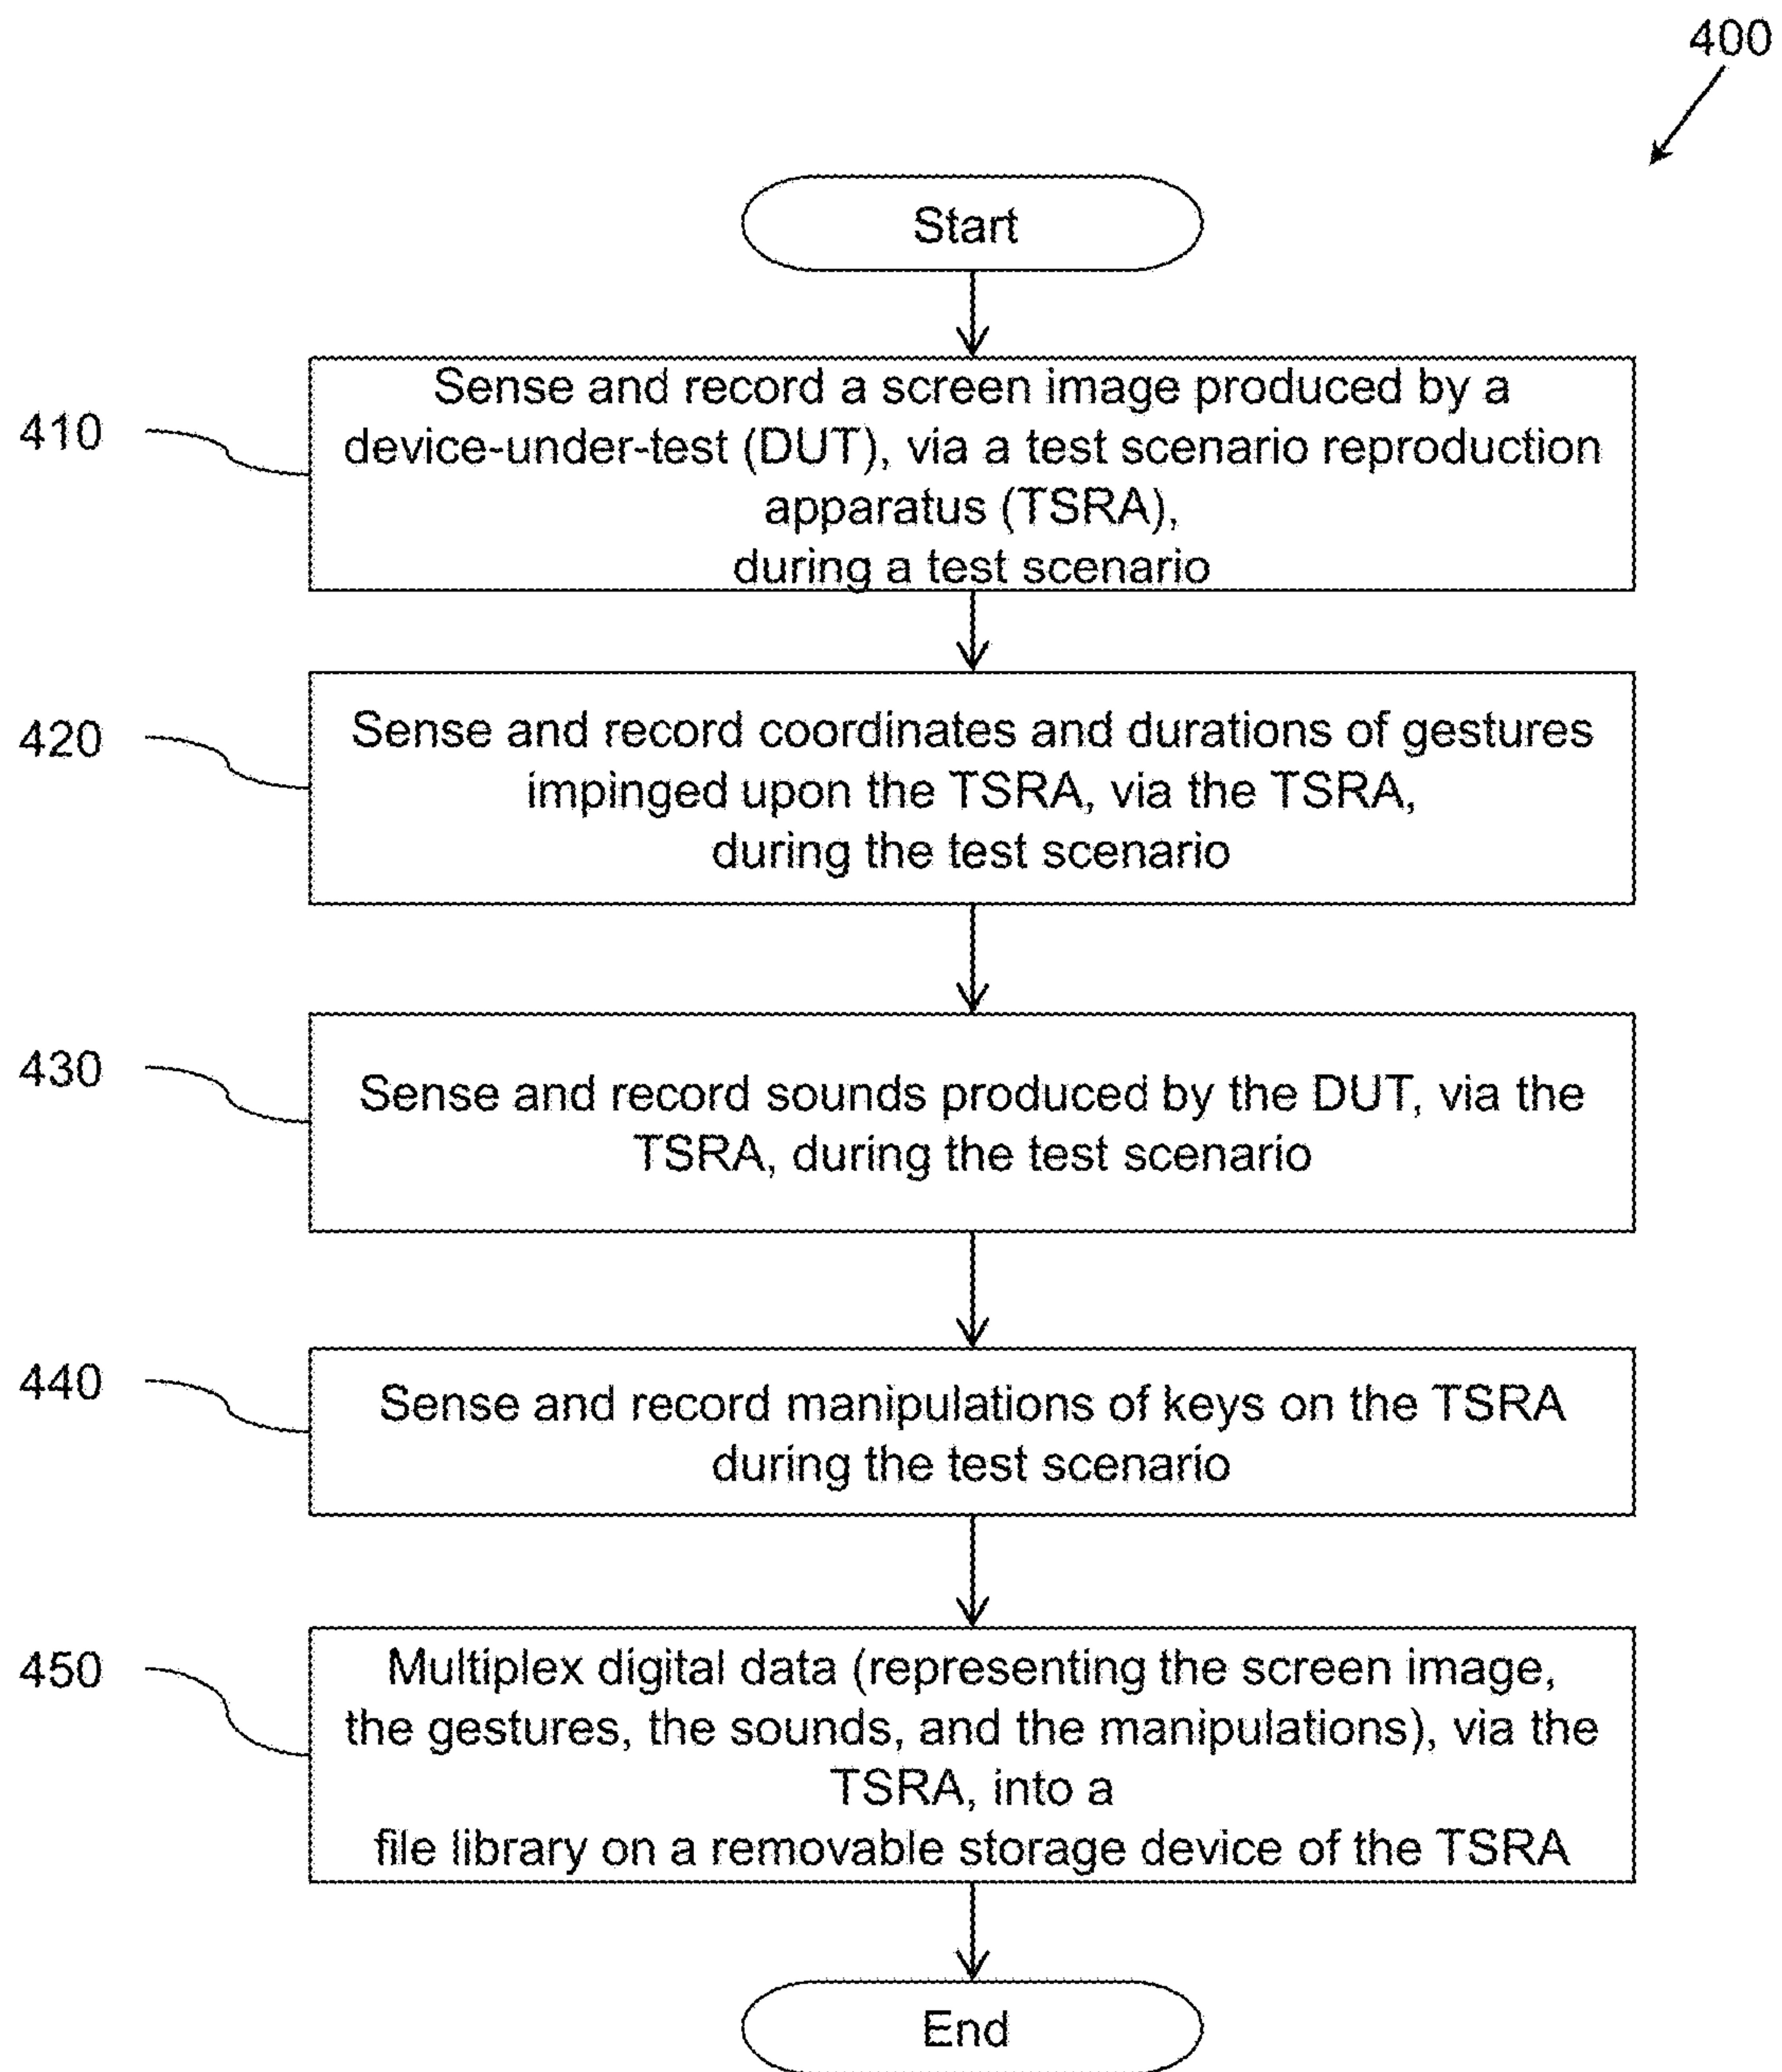 400
Start
410
Sense and record a screen image produced by a
device-under-test (DUT), via a test scenario reproduction
apparatus (TSRA),
during a test scenario
420
Sense and record coordinates and durations of gestures
impinged upon the TSRA, via the TSRA,
during the test scenario
430
Sense and record sounds produced by the DUT, via the
TSRA, during the test scenario
440
Sense and record manipulations of keys on the TSRA
during the test scenario
450
Multiplex digital data (representing the screen image,
the gestures, the sounds, and the manipulations), via the
TSRA, into a
file library on a removable storage device of the TSRA
End